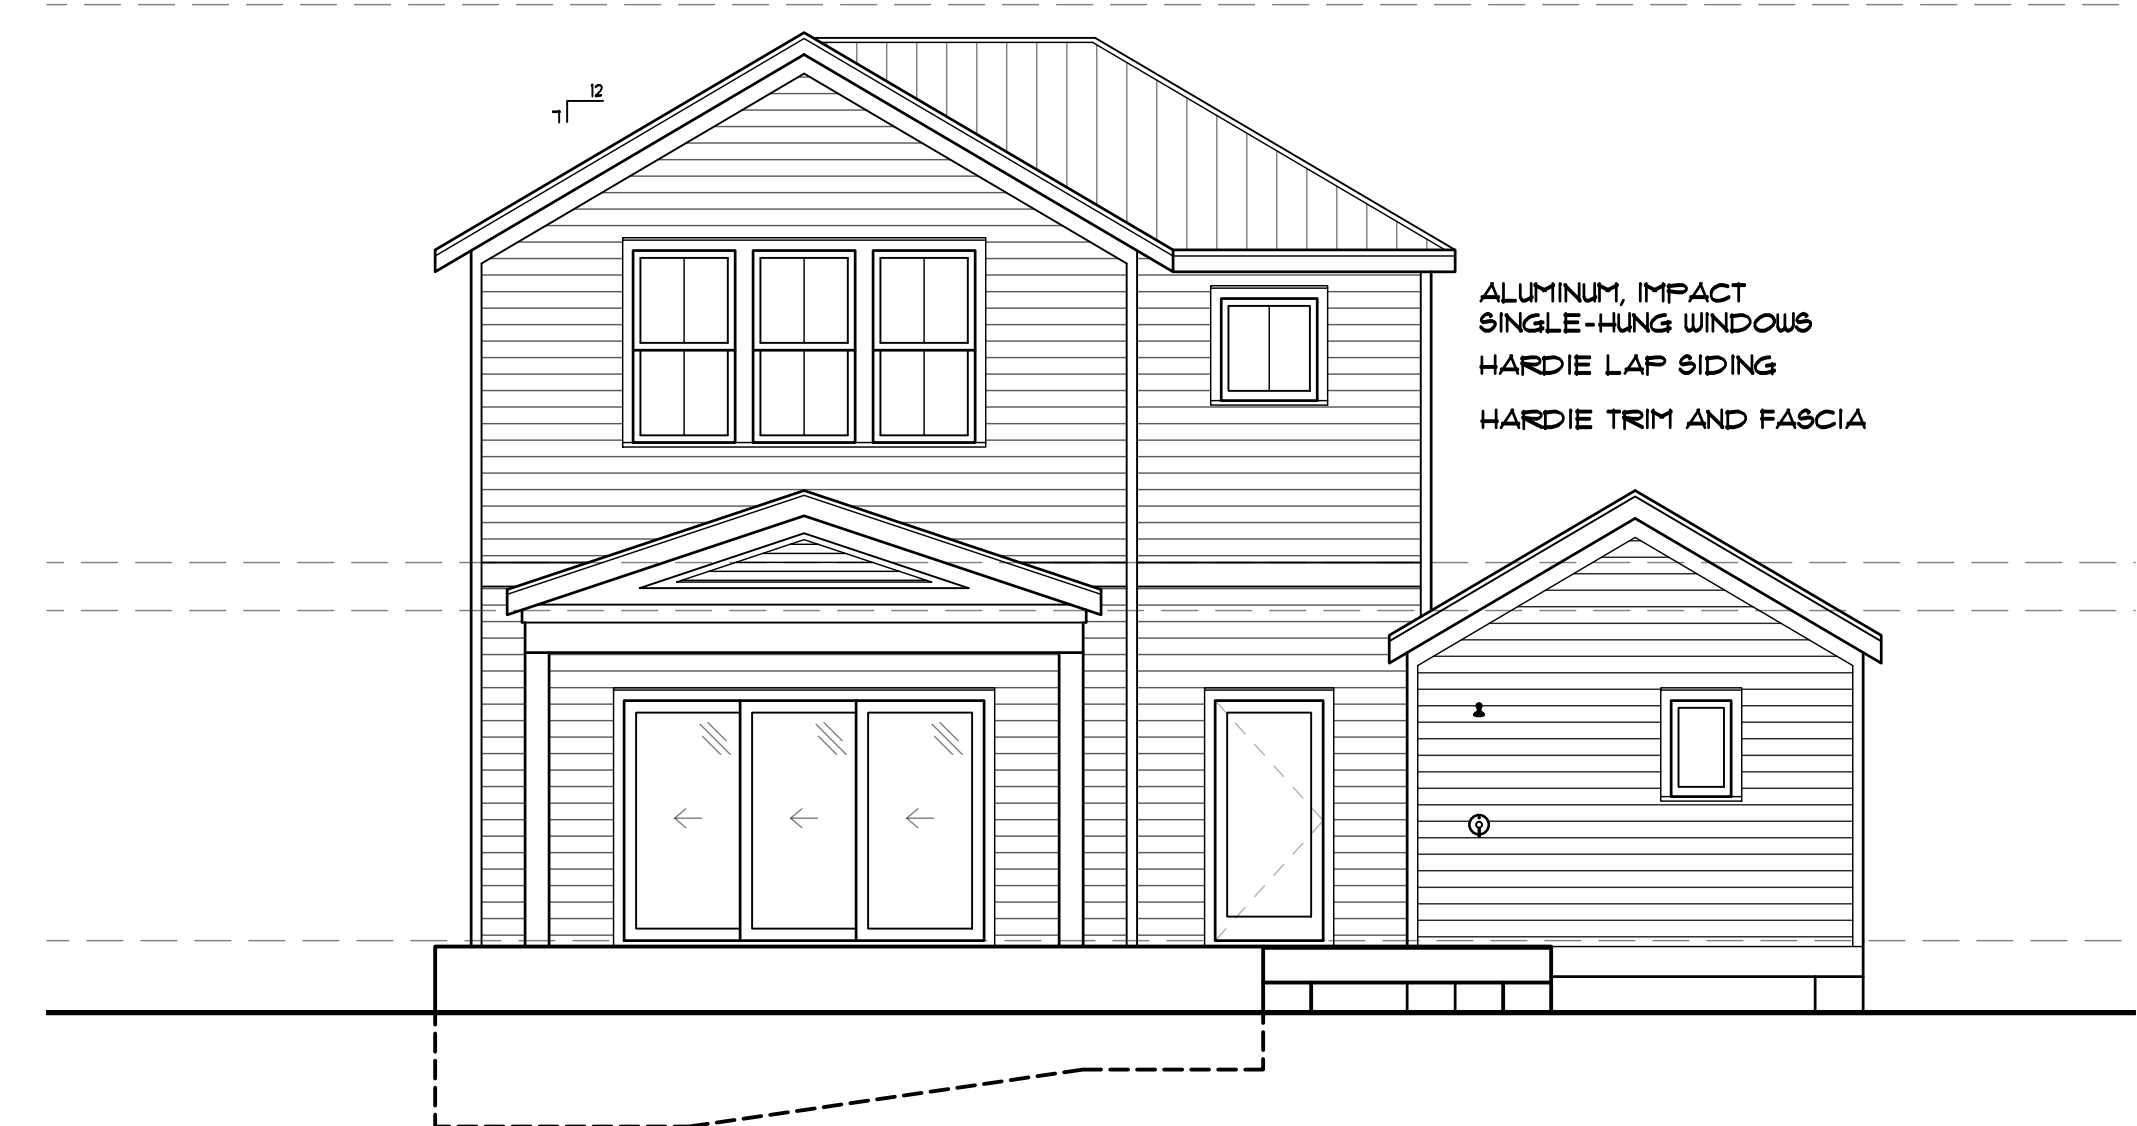 12
7
ALUMINUM, IMPACT
SINGLE-HUNG WINDOWS
HARDIE LAP SIDING
HARDIE TRIM AND FASCIA